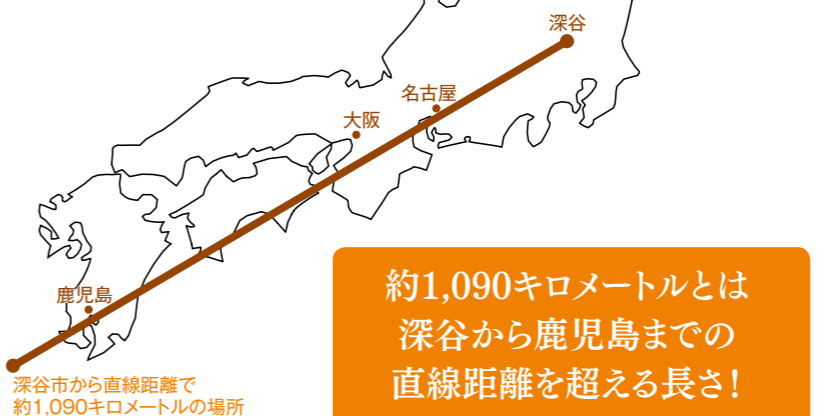 深谷
名古屋
大阪
鹿児島
深谷市から直線距離で
約1,090キロメートルの場所
約1,090キロメートルとは
深谷から鹿児島までの
直線距離を超える長さ!